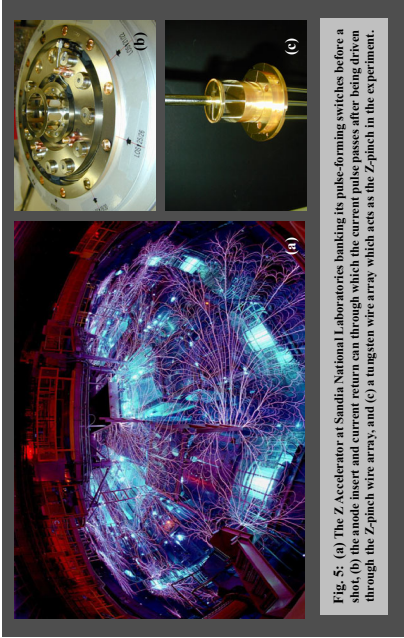 Fig. 5: (a) The Z Accelerator at Sandia National Laboratories banking its pulse-forming switches before a
shot, (b) the anode insert and current return can through which the current pulse passes after being driven
through the Z-pinch wire array, and (c) a tungsten wire array which acts as the Z-pinch in the experiment.
(a)
(b)
(c)